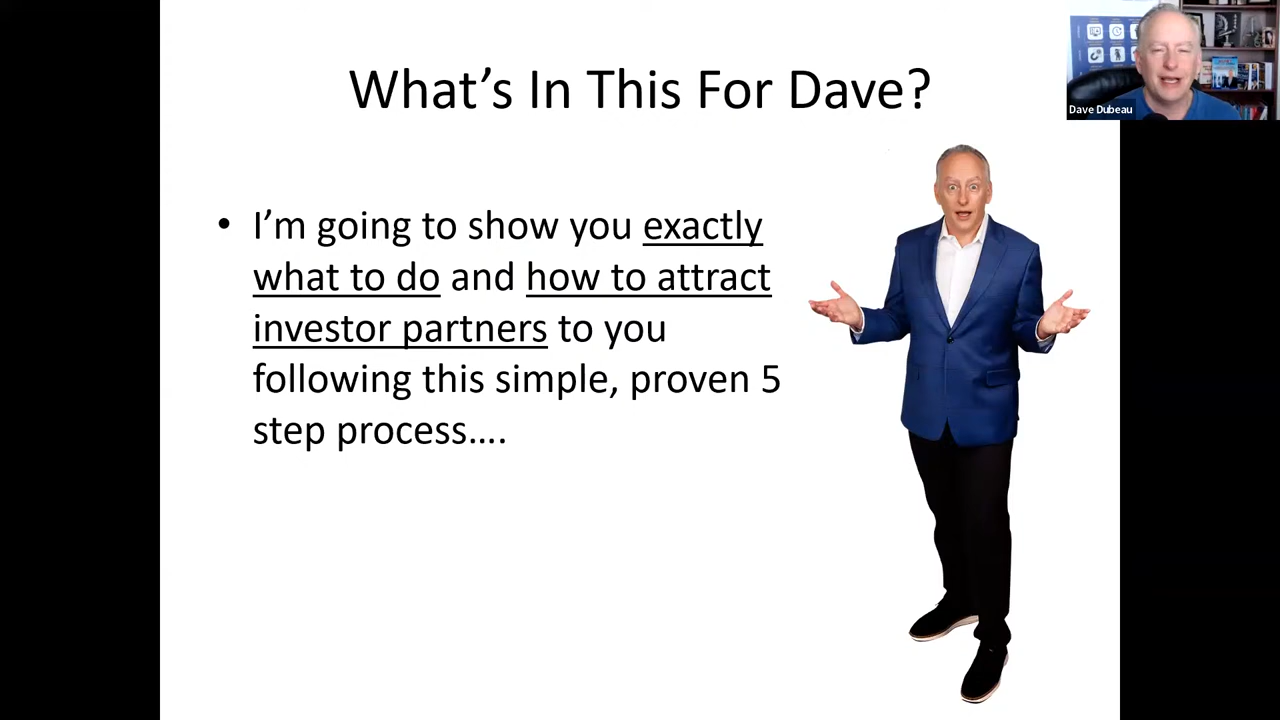 What's In This For Dave?
Dave Dubeau
• I'm going to show you exactly
what to do and how to attract
investor partners to you
following this simple, proven 5
step process....